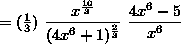 = (1/3) x^{10/3} / (4x^6 + 1)^{2/3} (4x^6 - 5) / x^6